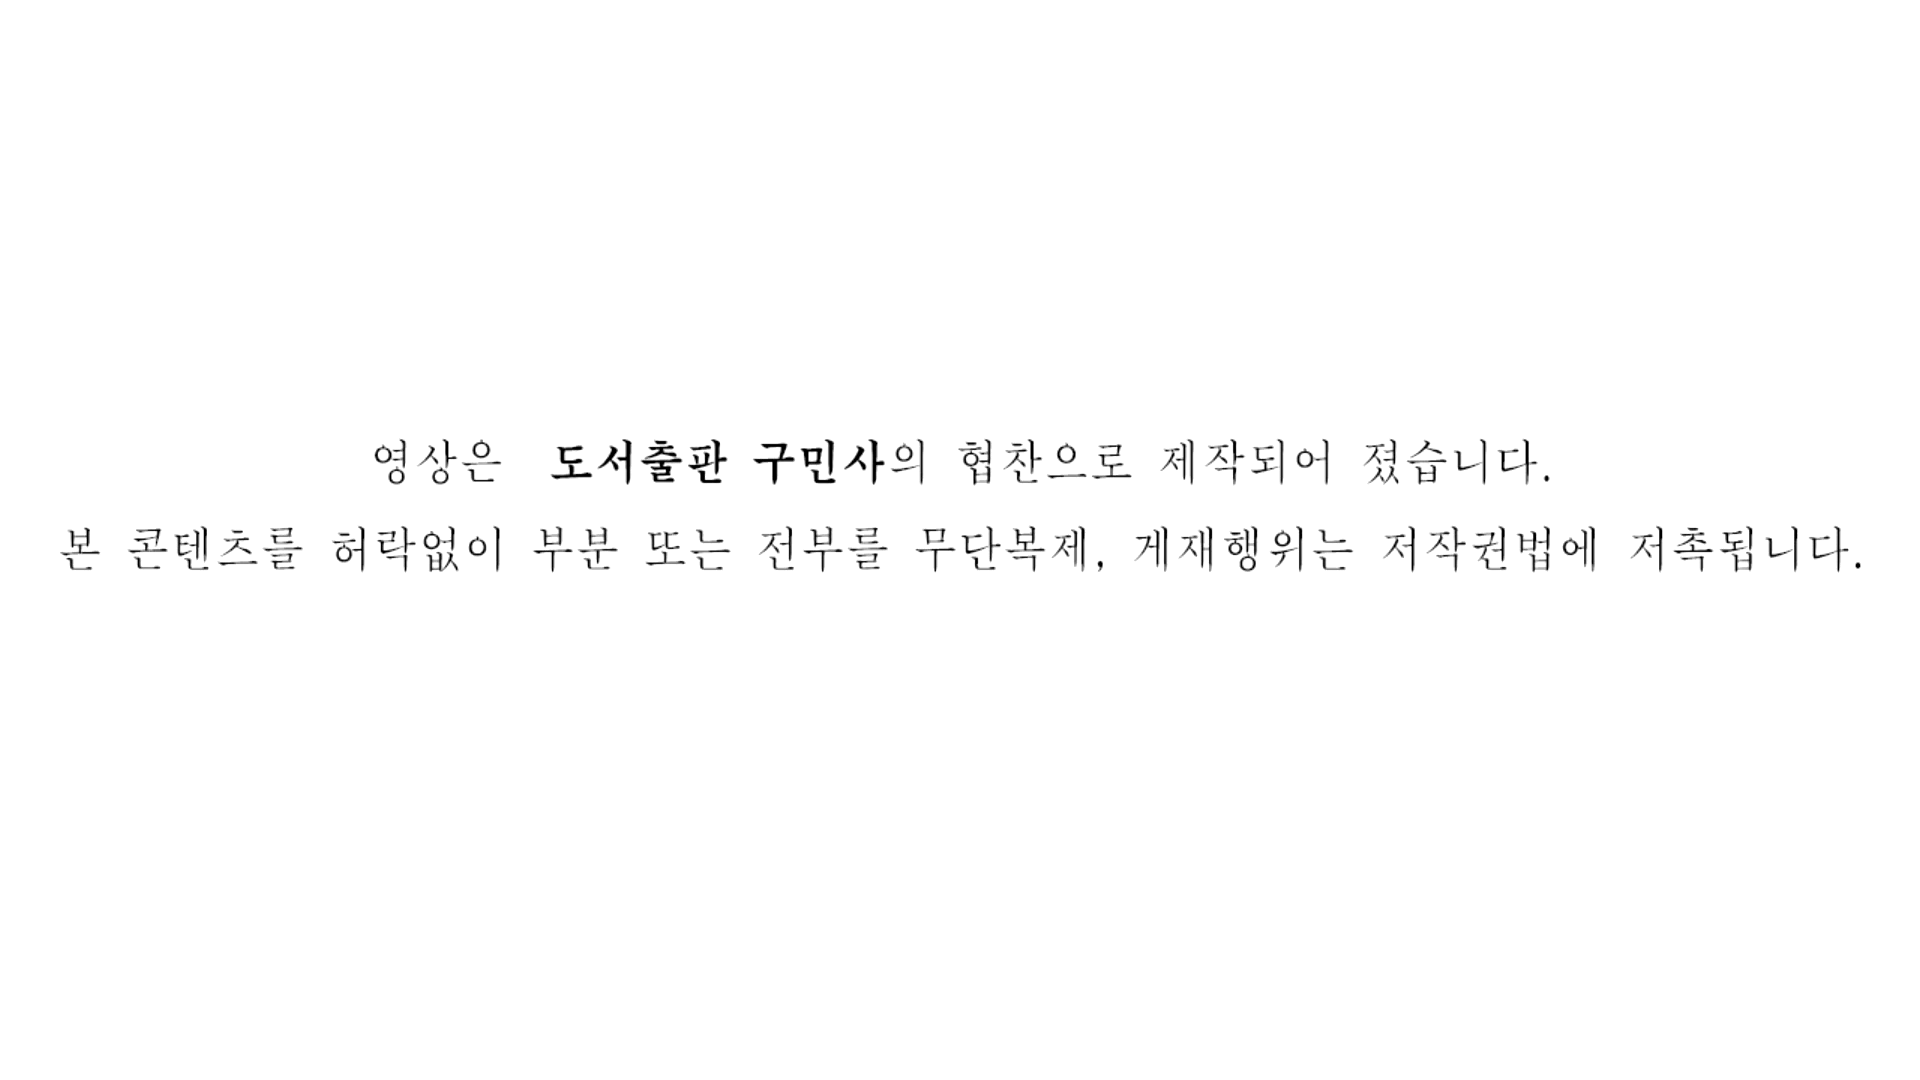 영상은 도서출판 구민사의 협찬으로 제작되어 졌습니다.
본 콘텐츠를 허락없이 부분 또는 전부를 무단복제, 게재행위는 저작권법에 저촉됩니다.